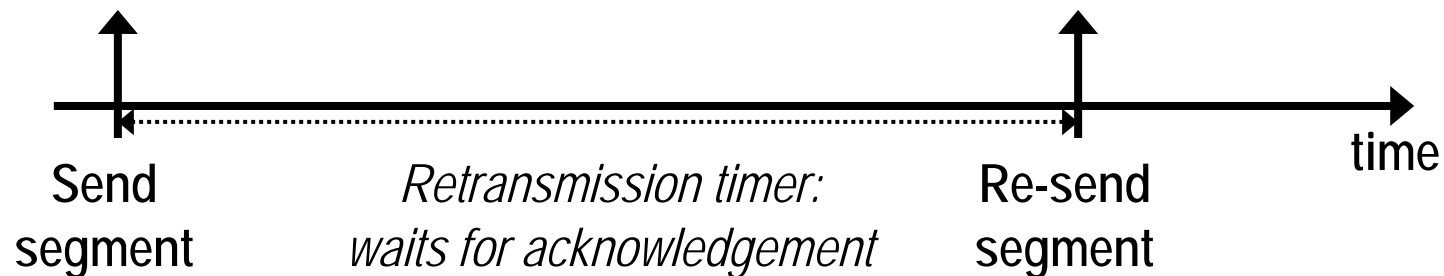 time
Send
segment
Retransmission timer:
waits for acknowledgement
Re-send
segment